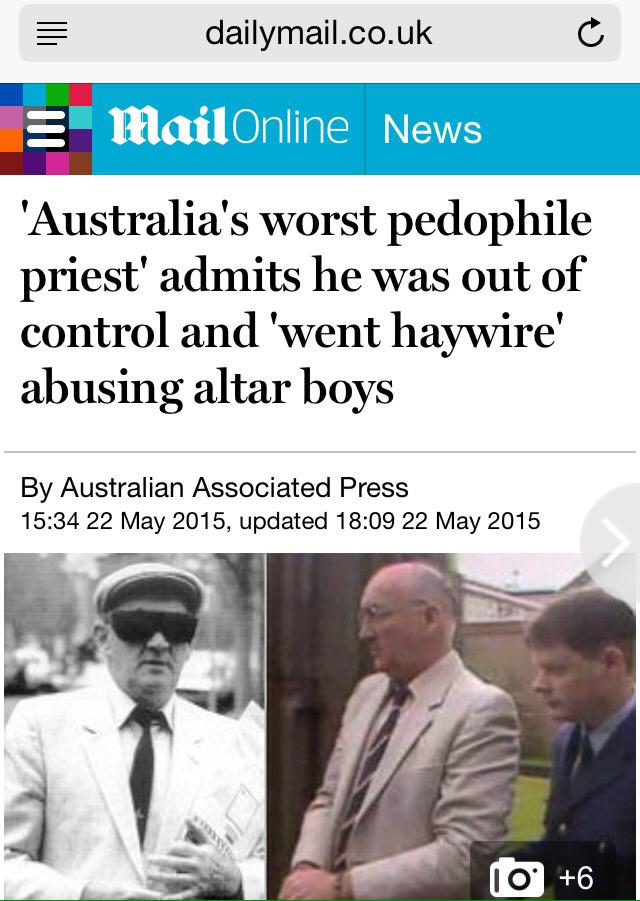 dailymail.co.uk
MailOnline News
'Australia's worst pedophile
priest' admits he was out of
control and 'went haywire'
abusing altar boys
By Australian Associated Press
15:34 22 May 2015, updated 18:09 22 May 2015
+6